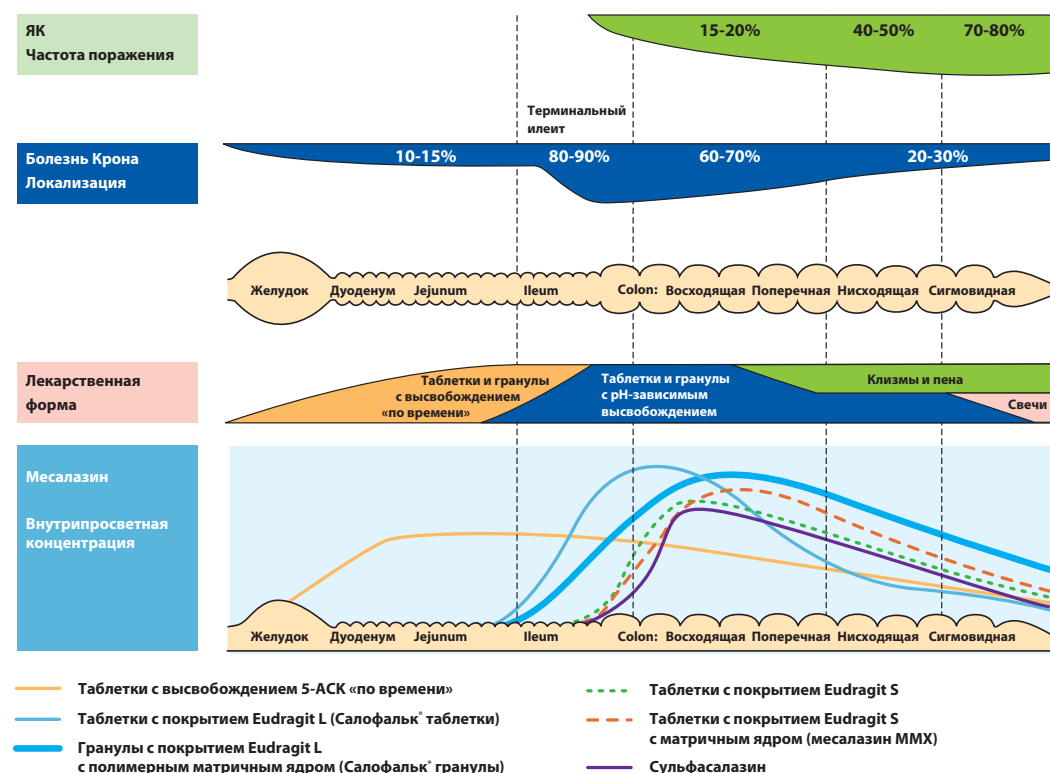 ЯК
Частота поражения
15-20%
40-50%
70-80%
Терминальный
илеит
Болезнь Крона
Локализация
10-15%
80-90%
60-70%
20-30%
Желудок
Дуоденум
Jejunum
Ileum
Colon:
Восходящая
Поперечная
Нисходящая
Сигмовидная
Лекарственная
форма
Таблетки и гранулы
с высвобождением
«по времени»
Таблетки и гранулы
с pH-зависимым
высвобождением
Клизмы и пена
Свечи
Месалазин
Внутрипросветная
концентрация
Желудок
Дуоденум
Jejunum
Ileum
Colon:
Восходящая
Поперечная
Нисходящая
Сигмовидная
Таблетки с высвобождением 5-АСК «по времени»
Таблетки с покрытием Eudragit L (Салофальк® таблетки)
Гранулы с покрытием Eudragit L
с полимерным матричным ядром (Салофальк® гранулы)
Таблетки с покрытием Eudragit S
Таблетки с покрытием Eudragit S
с матричным ядром (месалазин ММХ)
Сульфасалазин